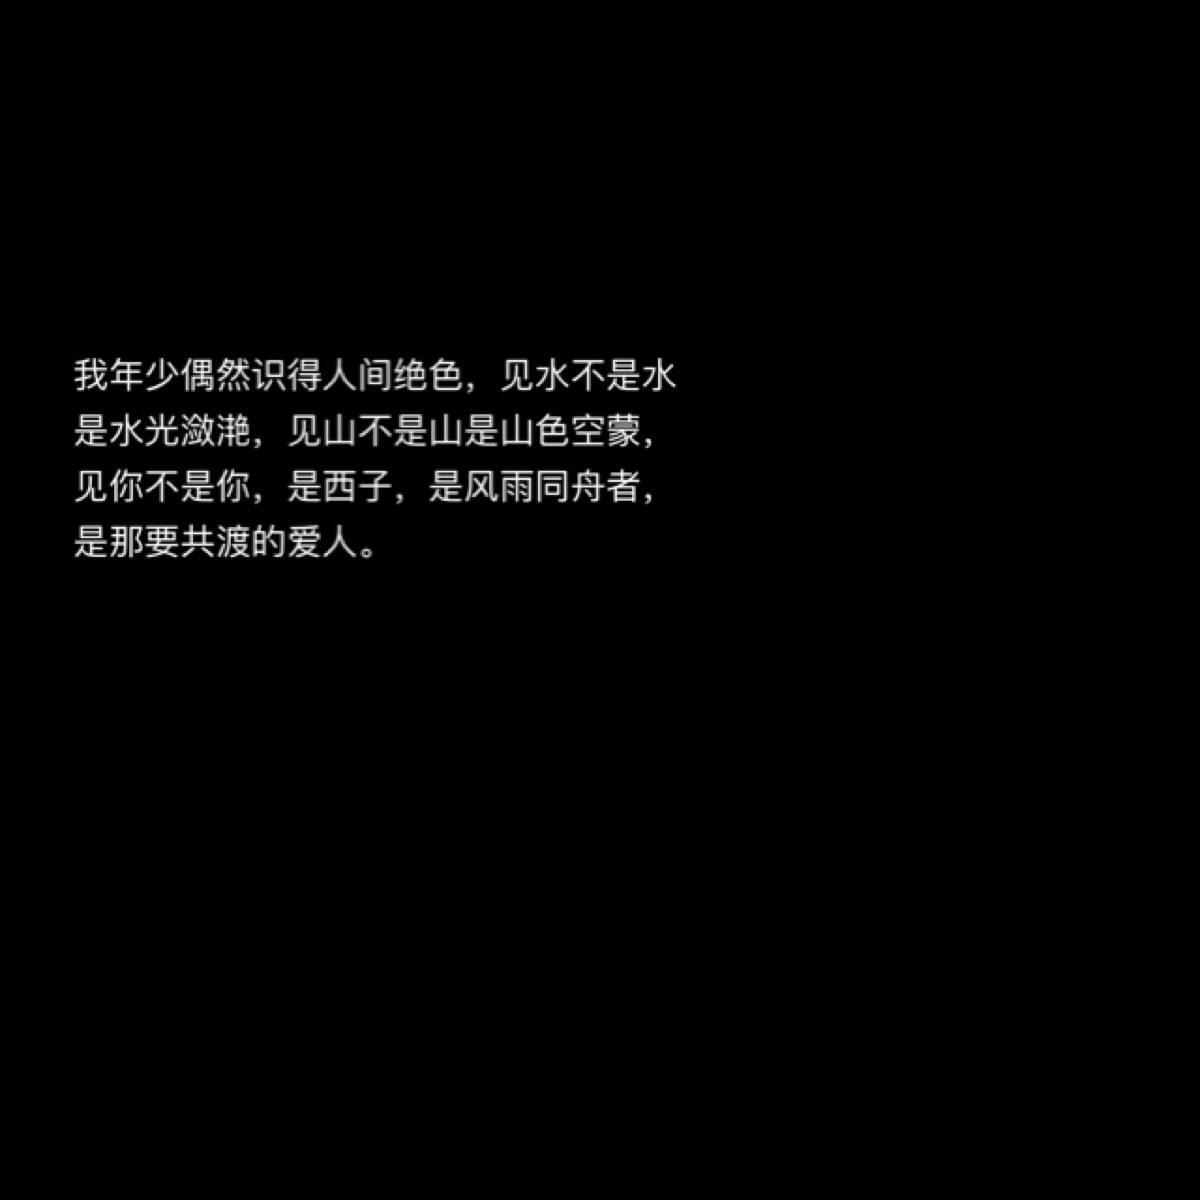 我年少偶然识得人间绝色，见水不是水
是水光潋滟，见山不是山是山色空蒙，
见你不是你，是西子，是风雨同舟者，
是那要共渡的爱人。